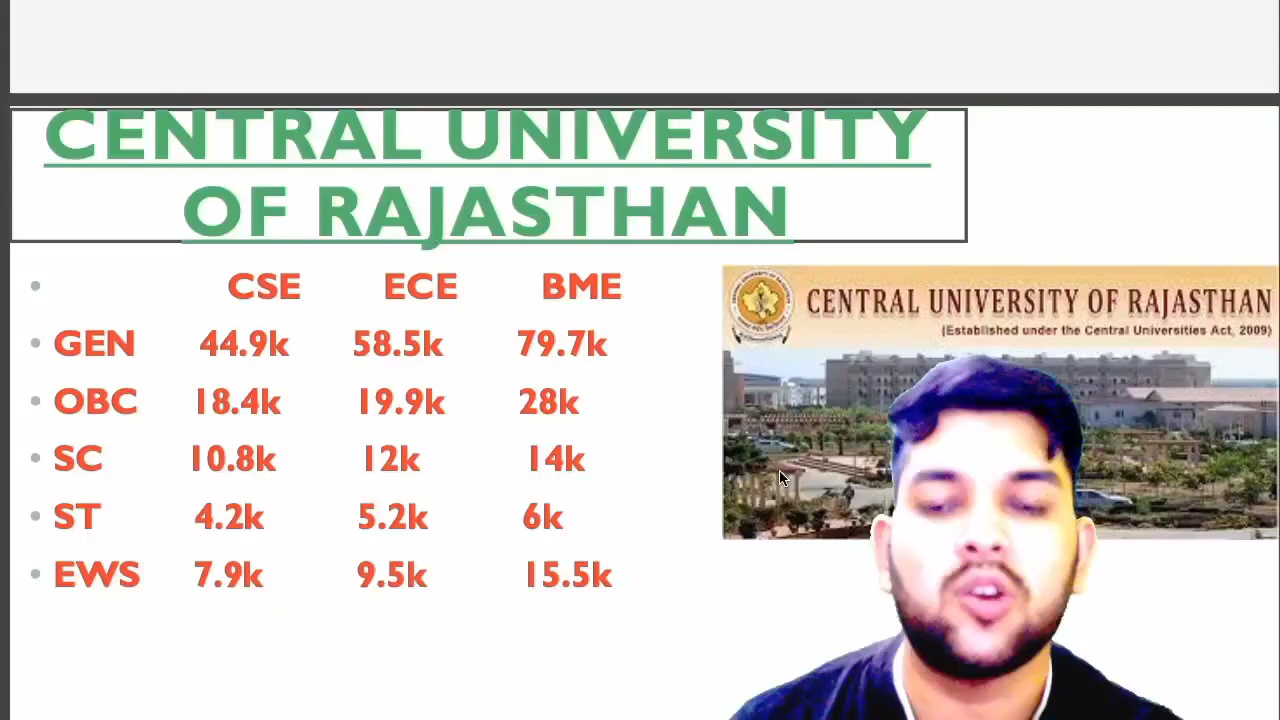 CENTRAL UNIVERSITY
OF RAJASTHAN
• CSE ECE BME
• GEN 44.9k 58.5k 79.7k
• OBC 18.4k 19.9k 28k
• SC 10.8k 12k 14k
• ST 4.2k 5.2k 6k
• EWS 7.9k 9.5k 15.5k
CENTRAL UNIVERSITY OF RAJASTHAN
(Established under the Central Universities Act, 2009)